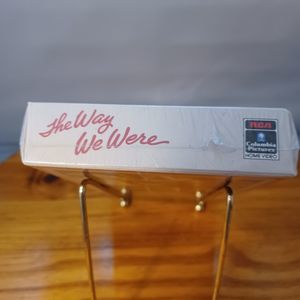 The Way
We Were
RCA
Columbia
Pictures
HOME VIDEO